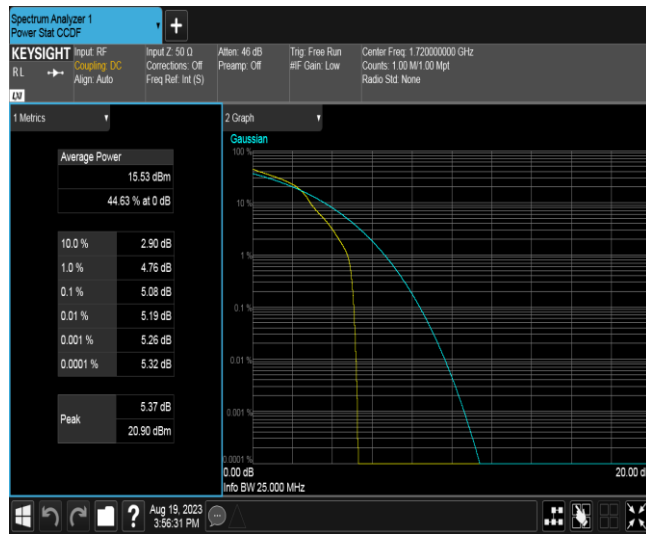 Spectrum Analyzer 1
Power Stat CCDF
+
KEYSIGHT
RL
LXI
Input: RF
Coupling: DC
Align: Auto
Input Z: 50 Ω
Corrections: Off
Freq Ref: Int (S)
Atten: 46 dB
Preamp: Off
Trig: Free Run
#IF Gain: Low
Center Freq: 1.720000000 GHz
Counts: 1.00 M/1.00 Mpt
Radio Std: None
1 Metrics
Average Power
15.53 dBm
44.63 % at 0 dB
10.0 % 2.90 dB
1.0 % 4.76 dB
0.1 % 5.08 dB
0.01 % 5.19 dB
0.001 % 5.26 dB
0.0001 % 5.32 dB
Peak
5.37 dB
20.90 dBm
2 Graph
Gaussian
100 %
10 %
1 %
0.1 %
0.01 %
0.001 %
0.0001 %
0.00 dB 20.00 d
Info BW 25.000 MHz
?
Aug 19, 2023
3:56:31 PM